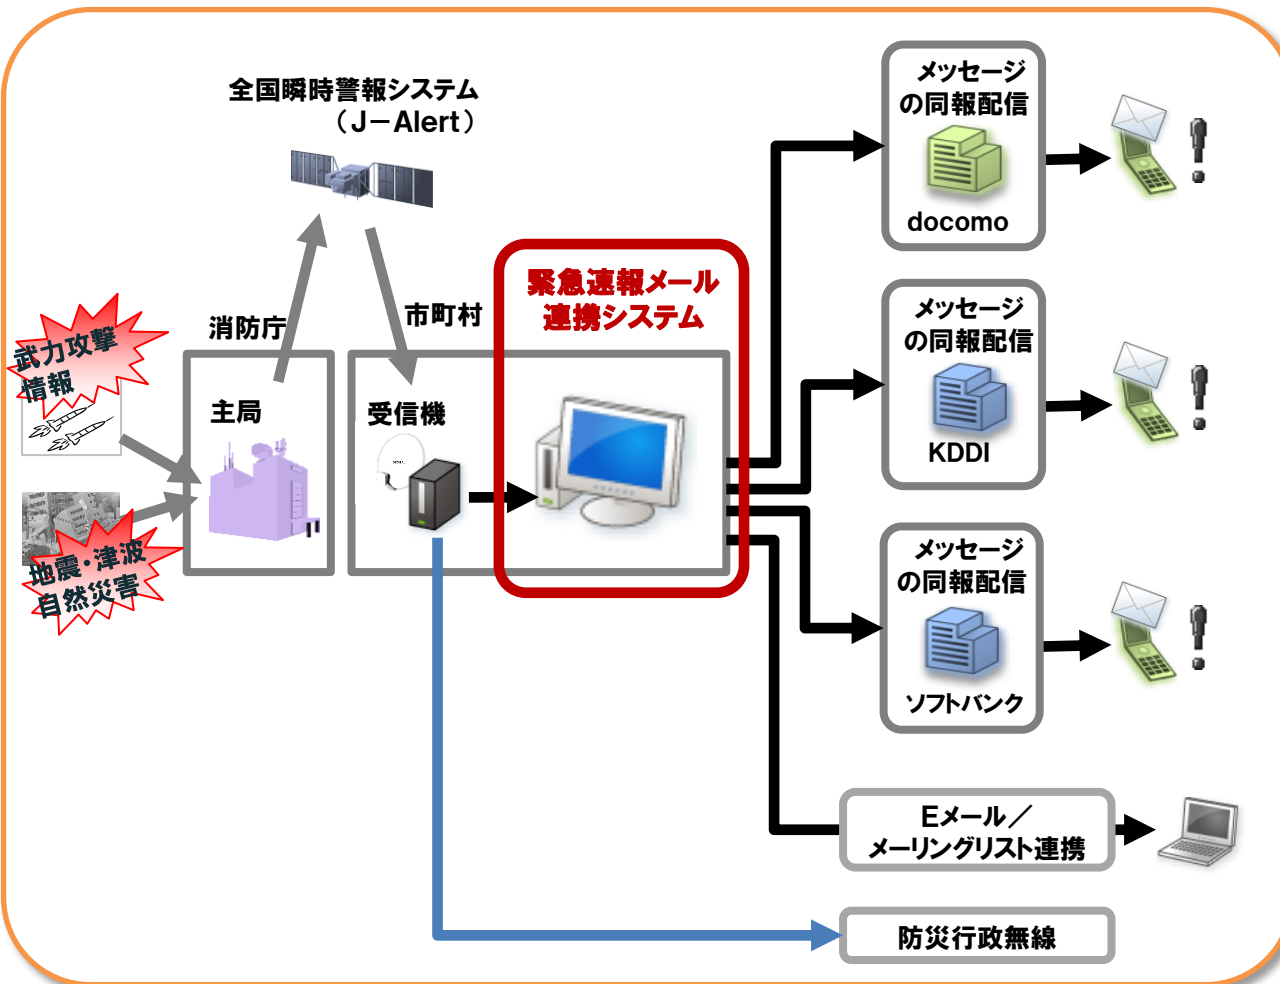 全国瞬時警報システム
（J－Alert）
武力攻撃
情報
地震・津波
自然災害
消防庁
主局
市町村
受信機
緊急速報メール
連携システム
メッセージ
の同報配信
docomo
メッセージ
の同報配信
KDDI
メッセージ
の同報配信
ソフトバンク
Eメール／
メーリングリスト連携
防災行政無線